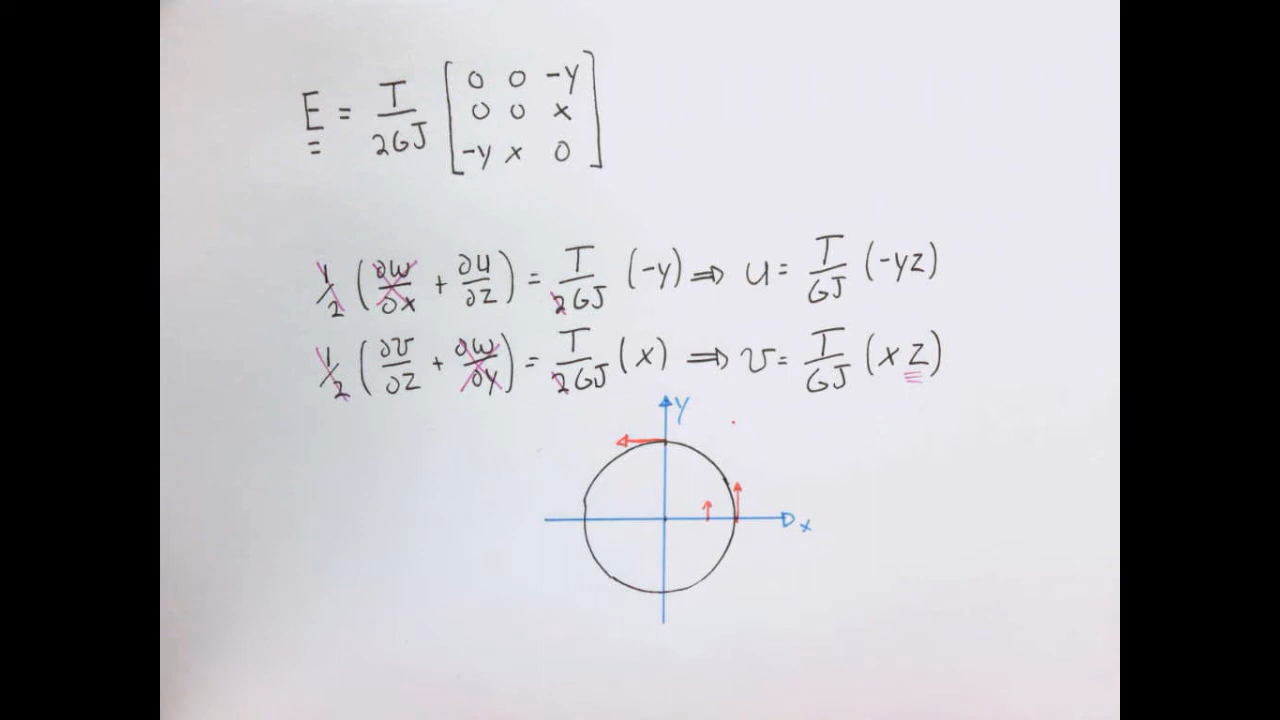 E = T/2GJ [0 0 -y
0 0 x
-y x 0]
1/2 (∂w/∂x + ∂u/∂z) = T/2GJ (-y) ⇒ u = T/GJ (-yz)
1/2 (∂v/∂z + ∂w/∂y) = T/2GJ (x) ⇒ v = T/GJ (xz)
y
x